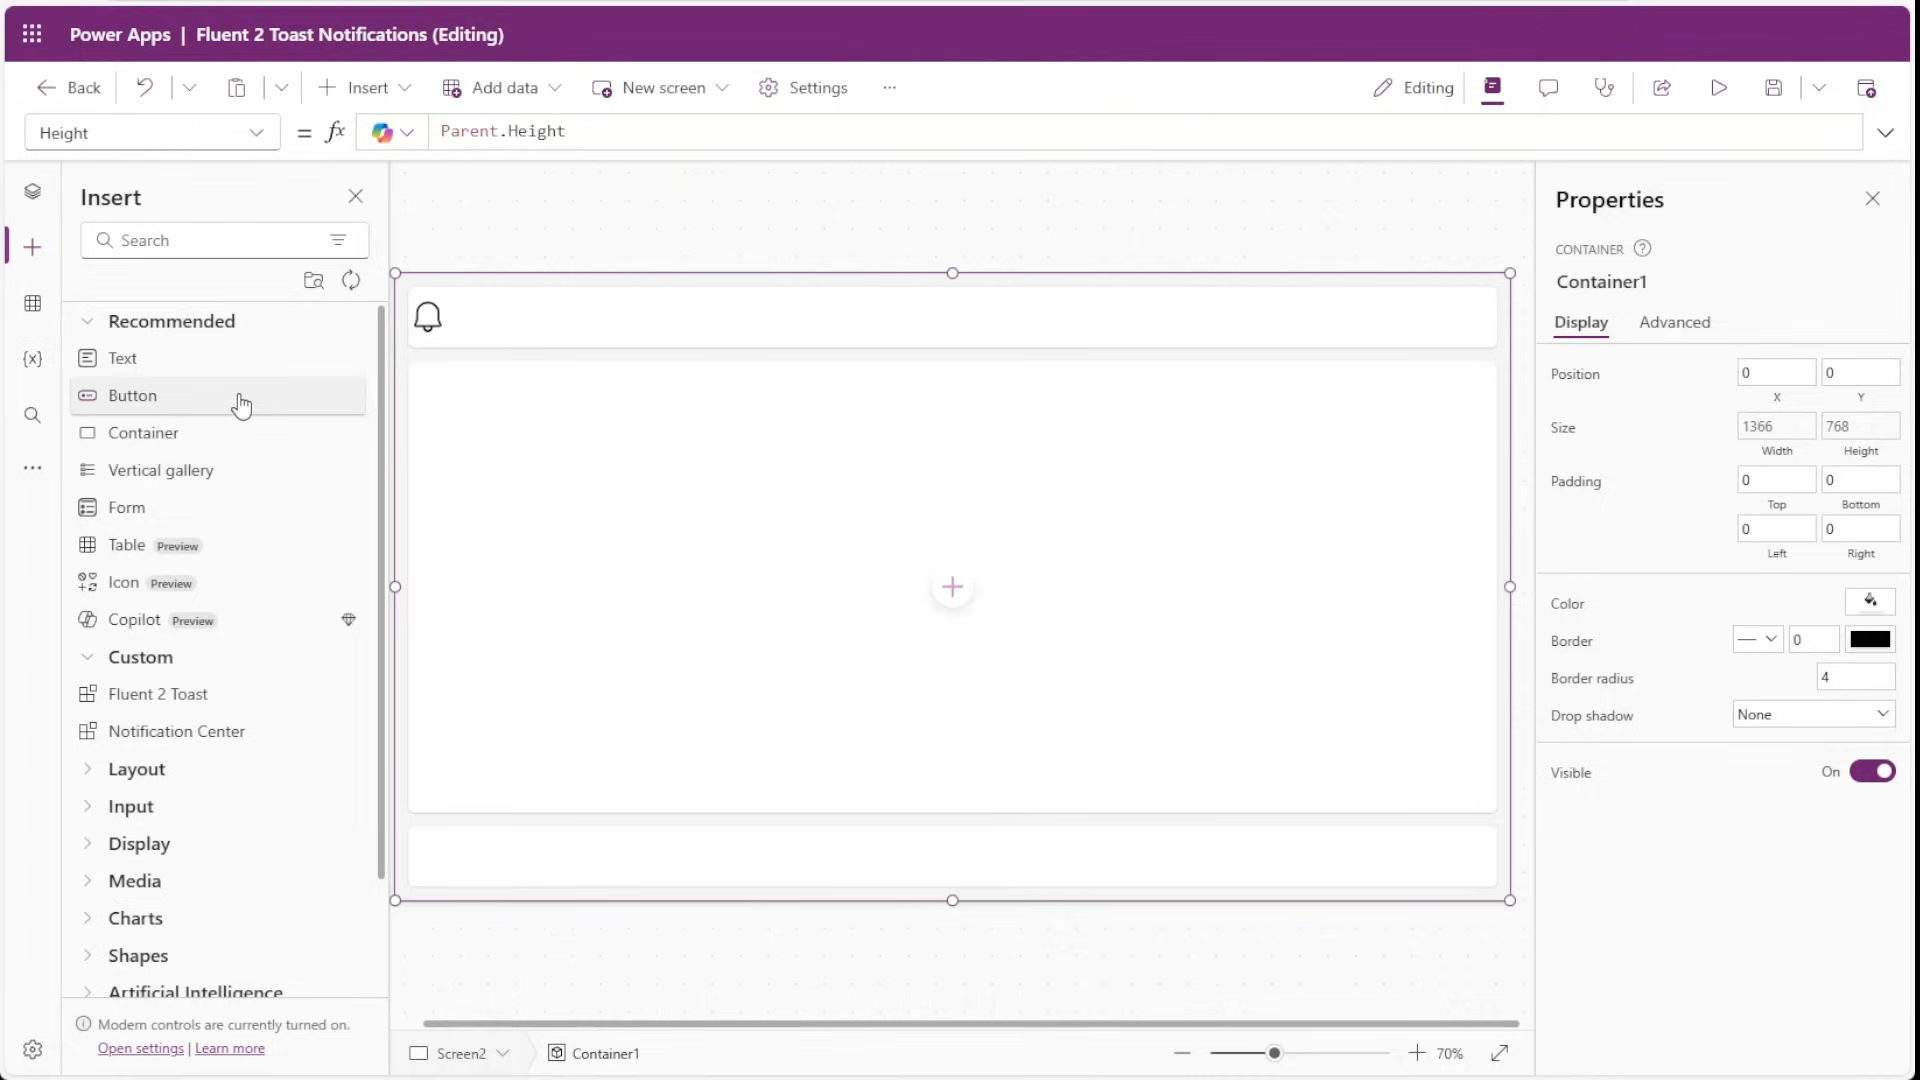 Power Apps | Fluent 2 Toast Notifications (Editing)
Back
Insert
Add data
New screen
Settings
...
Editing
Height
= fx
Parent.Height
Insert
Search
Recommended
Text
Button
Container
Vertical gallery
Form
Table Preview
Icon Preview
Copilot Preview
Custom
Fluent 2 Toast
Notification Center
Layout
Input
Display
Media
Charts
Shapes
Artificial Intelligence
Modern controls are currently turned on.
Open settings | Learn more
Screen2
Container1
70%
Properties
CONTAINER
Container1
Display Advanced
Position 0 0
X Y
Size 1366 768
Width Height
Padding 0 0
Top Bottom
0 0
Left Right
Color
Border 0
Border radius 4
Drop shadow None
Visible On